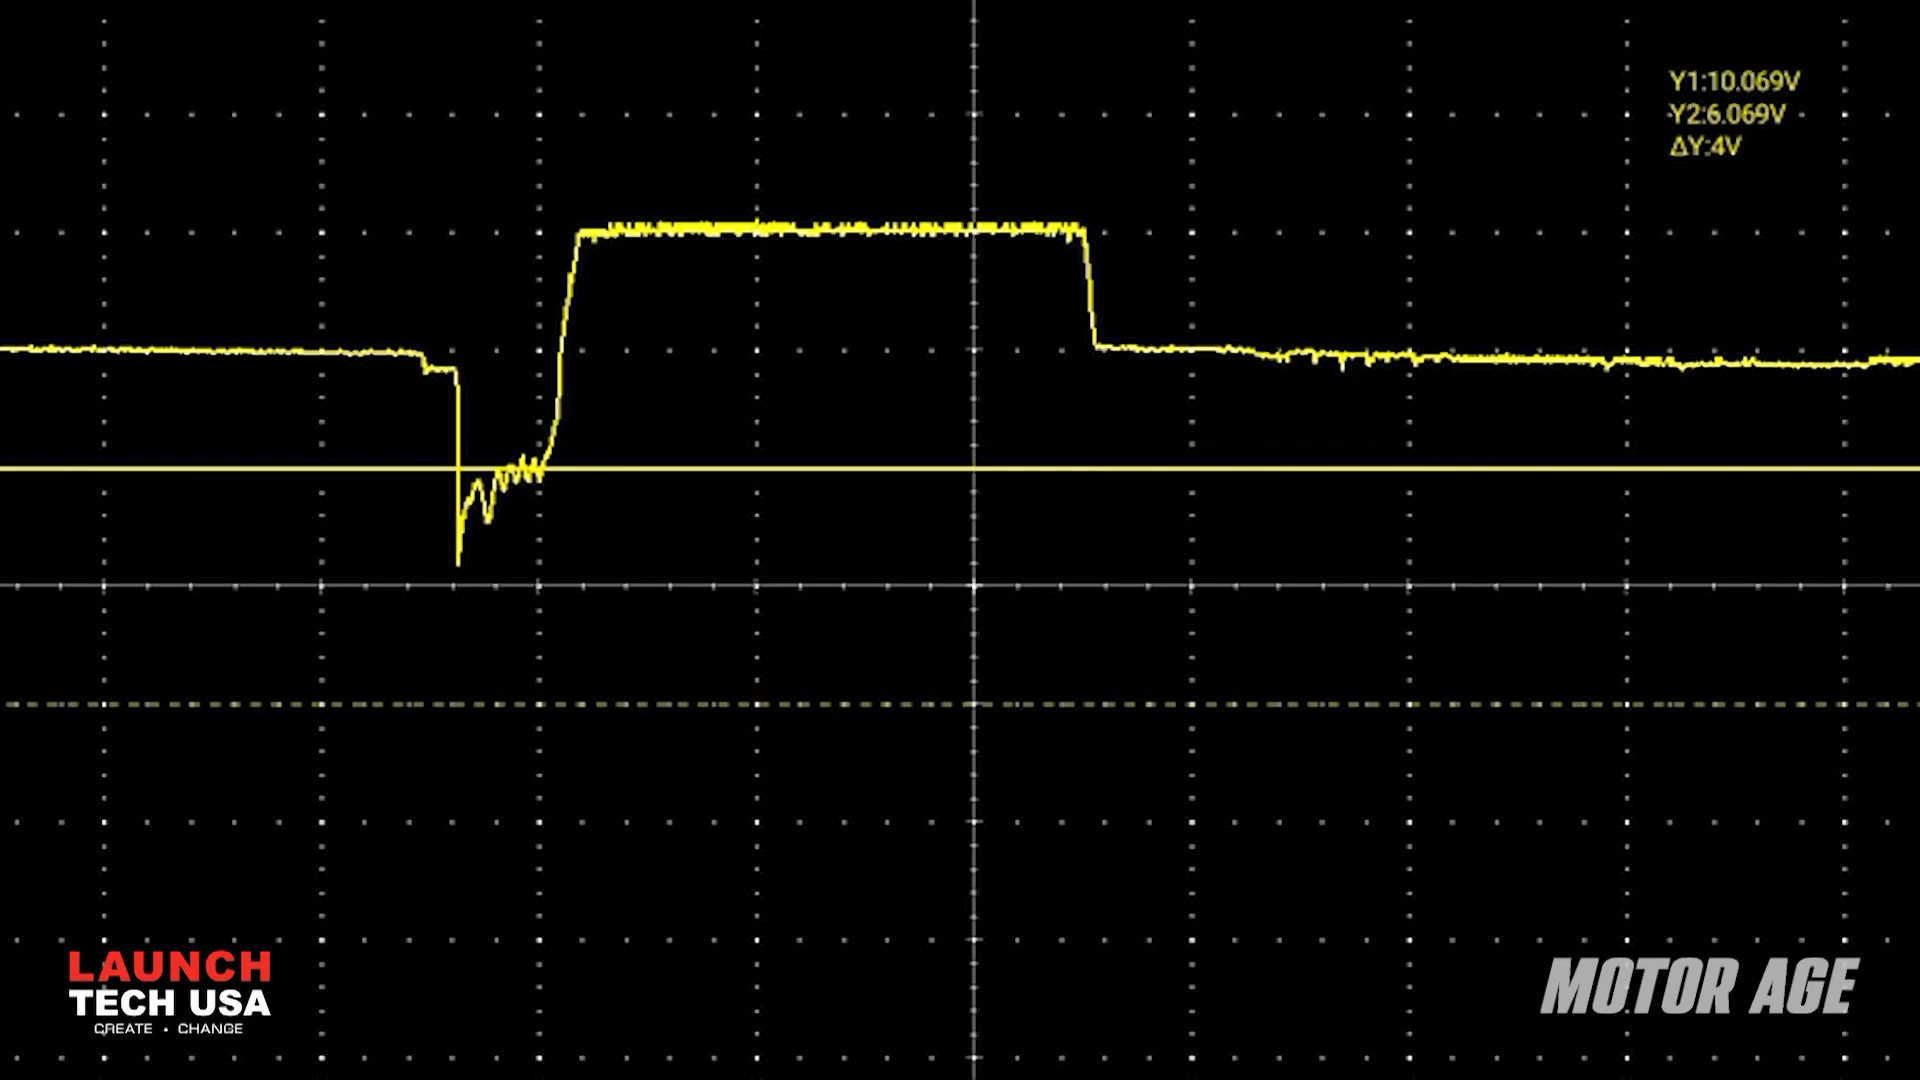 Y1:10.069V
Y2:6.069V
ΔY:4V
LAUNCH
TECH USA
CREATE • CHANGE
MOTOR AGE